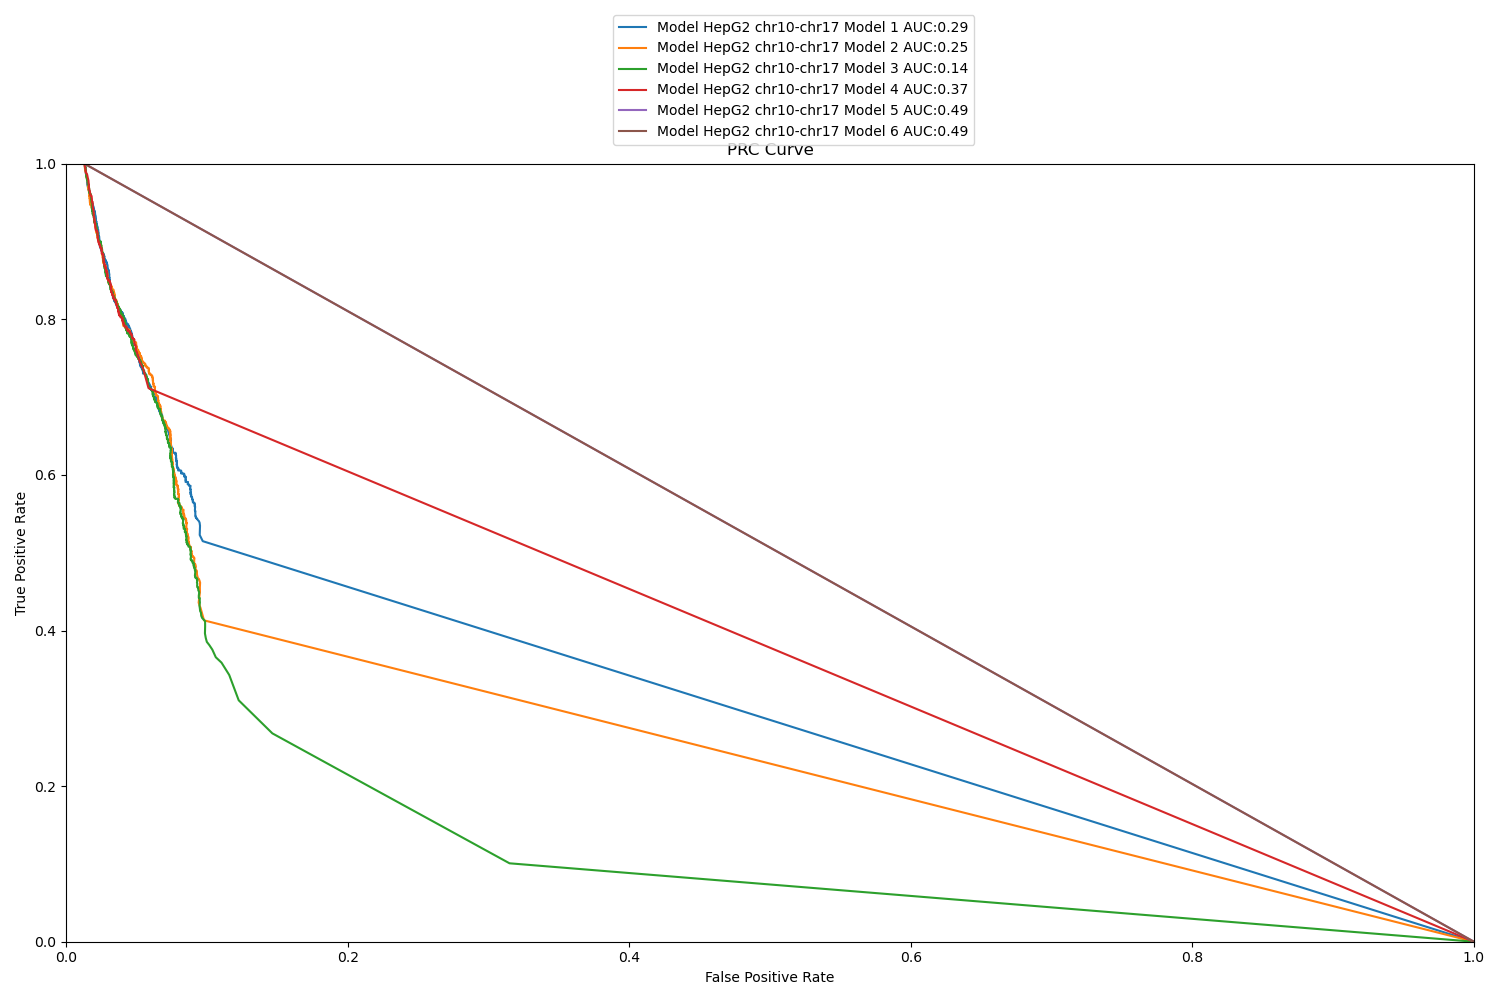 Model HepG2 chr10-chr17 Model 1 AUC:0.29
Model HepG2 chr10-chr17 Model 2 AUC:0.25
Model HepG2 chr10-chr17 Model 3 AUC:0.14
Model HepG2 chr10-chr17 Model 4 AUC:0.37
Model HepG2 chr10-chr17 Model 5 AUC:0.49
Model HepG2 chr10-chr17 Model 6 AUC:0.49
PRC Curve
1.0
0.8
0.6
0.4
0.2
0.0
True Positive Rate
0.0 0.2 0.4 0.6 0.8 1.0
False Positive Rate